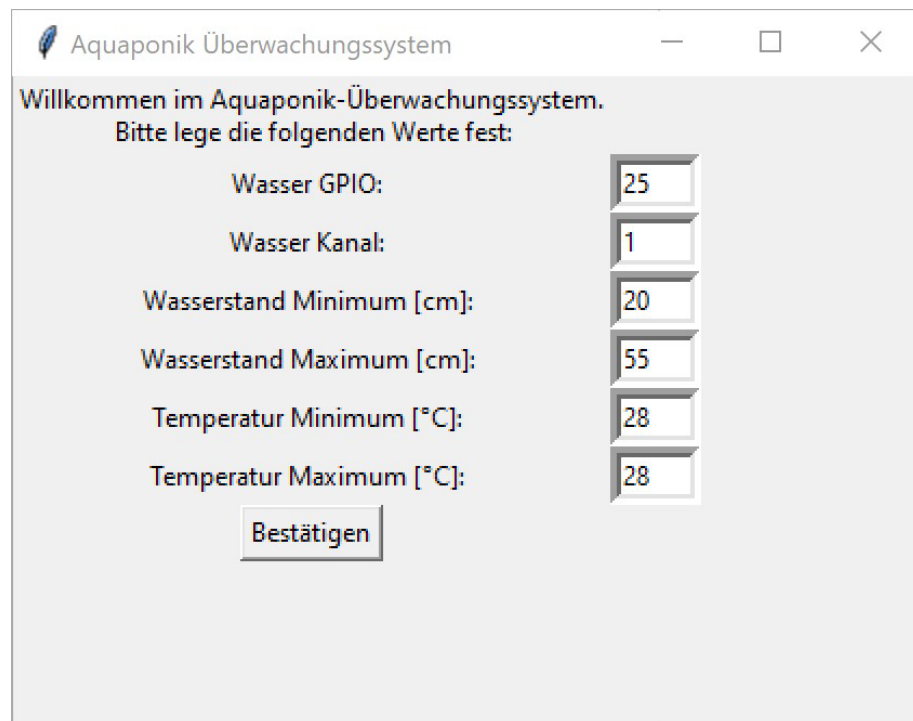 Aquaponik Überwachungssystem
Willkommen im Aquaponik-Überwachungssystem.
Bitte lege die folgenden Werte fest:
Wasser GPIO: 25
Wasser Kanal: 1
Wasserstand Minimum [cm]: 20
Wasserstand Maximum [cm]: 55
Temperatur Minimum [°C]: 28
Temperatur Maximum [°C]: 28
Bestätigen